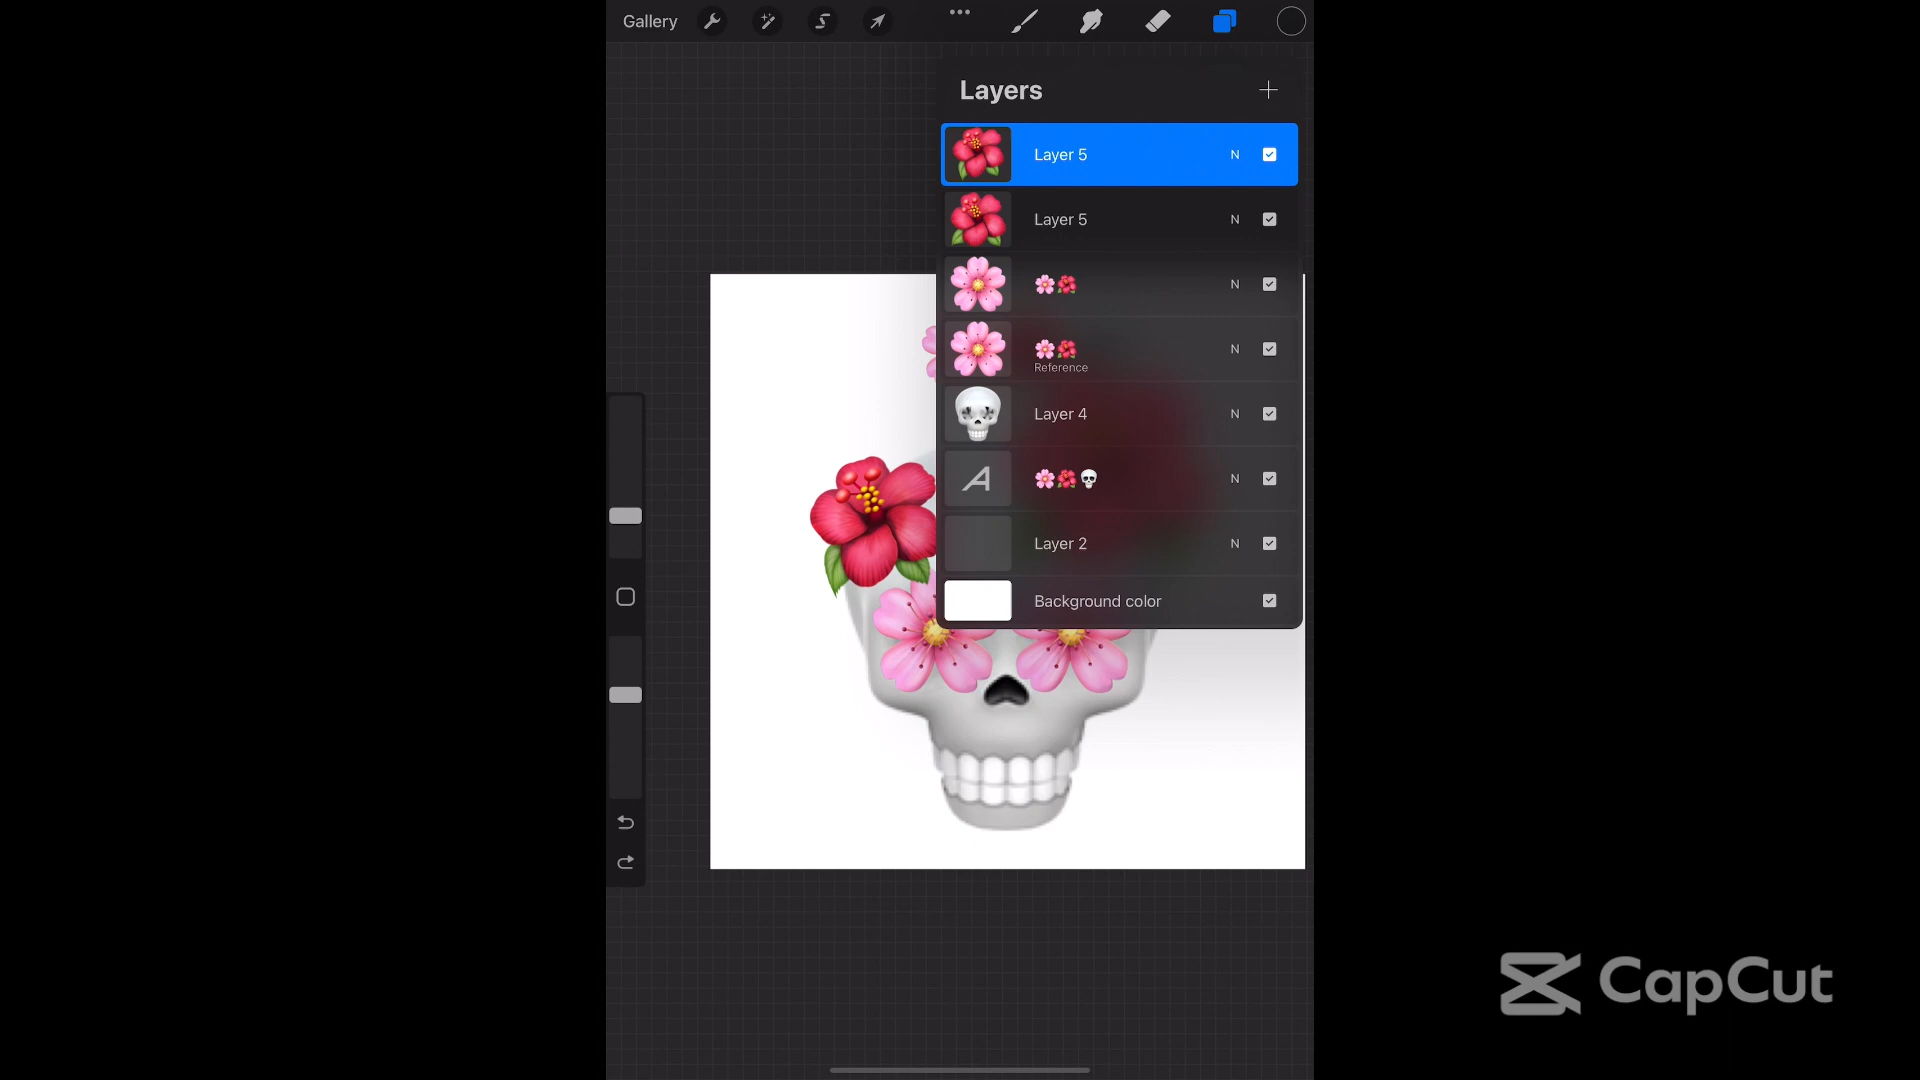 Gallery
Layers
Layer 5 N
Layer 5 N
🌸🌺 N
🌸🌺 N
Reference
Layer 4 N
A 🌸🌺💀 N
Layer 2 N
Background color
CapCut